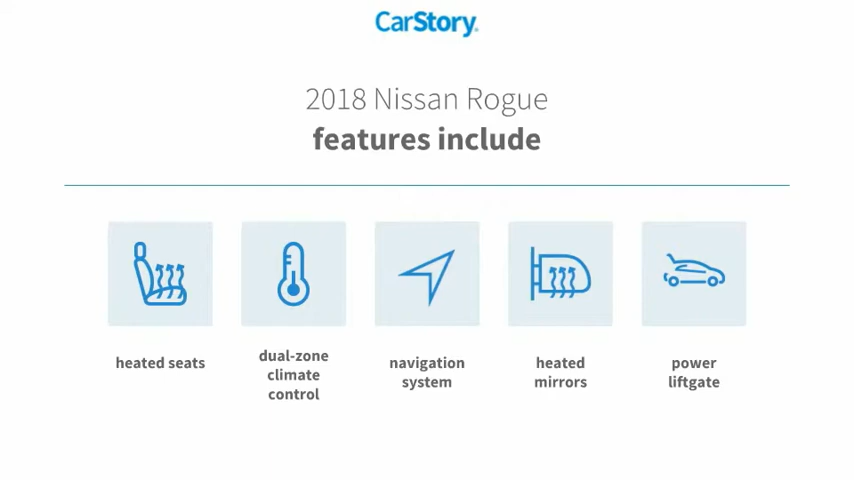 CarStory
2018 Nissan Rogue
features include
heated seats
dual-zone
climate
control
navigation
system
heated
mirrors
power
liftgate